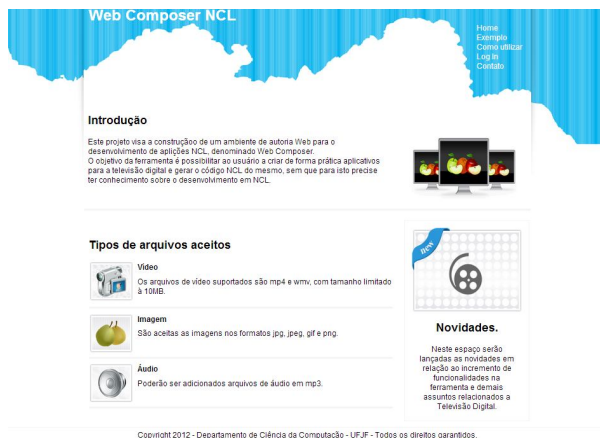 Web Composer NCL
Home
Exemplo
Como utilizar
Log In
Contato
Introdução
Este projeto visa a construçãoo de um ambiente de autoria Web para o
desenvolvimento de aplições NCL, denominado Web Composer.
O objetivo da ferramenta é possibilitar ao usuário a criar de forma prática aplicativos
para a televisão digital e gerar o código NCL do mesmo, sem que para isto precise
ter conhecimento sobre o desenvolvimento em NCL.
Tipos de arquivos aceitos
Vídeo
Os arquivos de vídeo suportados são mp4 e wmv, com tamanho limitado
à 10MB.
Imagem
São aceitas as imagens nos formatos jpg, jpeg, gif e png.
Áudio
Poderão ser adicionados arquivos de áudio em mp3.
new
Novidades.
Neste espaço serão
lançadas as novidades em
relação ao incremento de
funcionalidades na
ferramenta e demais
assuntos relacionados a
Televisão Digital.
Copyright 2012 - Departamento de Ciência da Computação - UFJF - Todos os direitos garantidos.